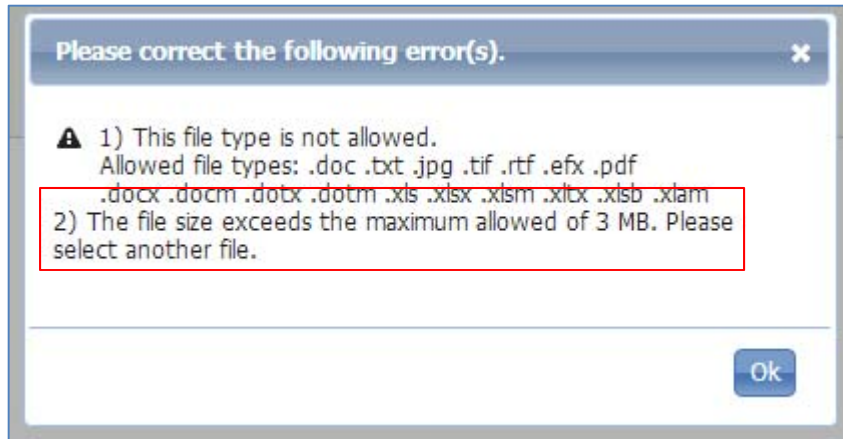 Please correct the following error(s).
1) This file type is not allowed.
Allowed file types: .doc .txt .jpg .tif .rtf .efx .pdf
.docx .docm .dotx .dotm .xls .xlsx .xlsm .xltx .xlsb .xlam
2) The file size exceeds the maximum allowed of 3 MB. Please
select another file.
Ok